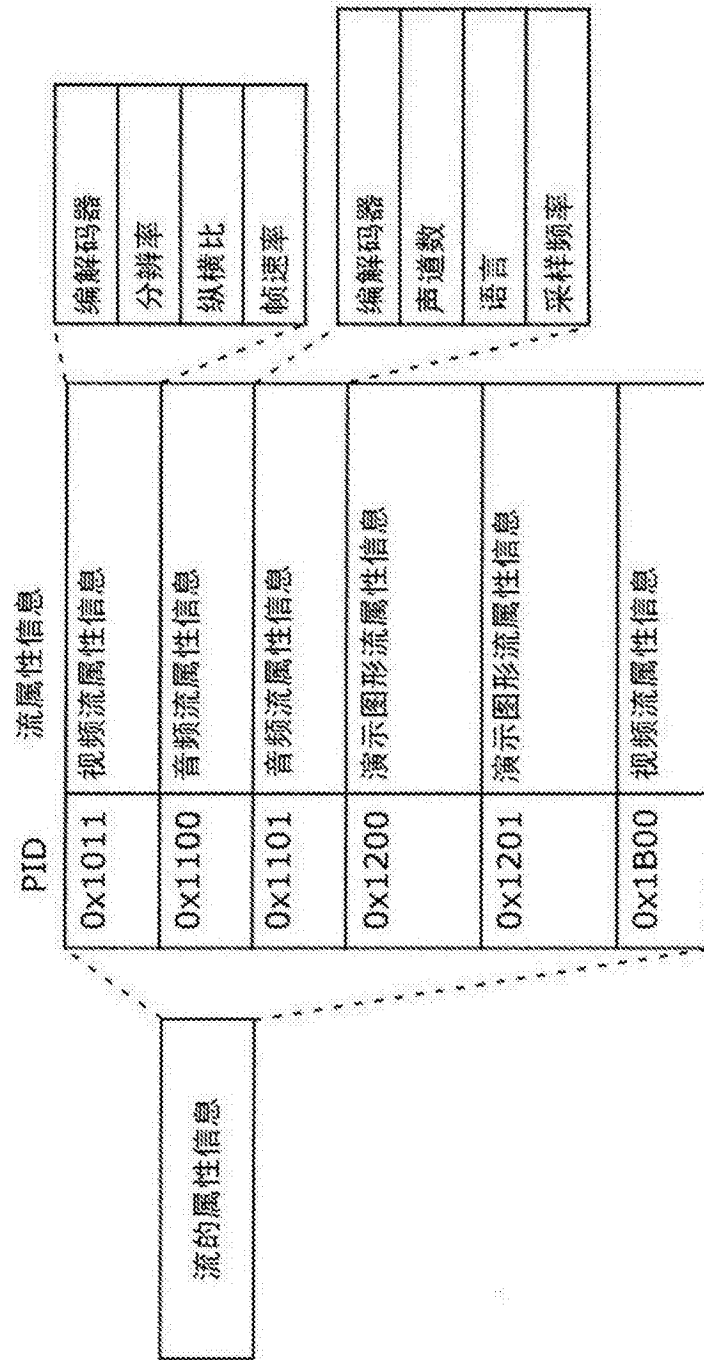 流的属性信息
PID 流属性信息
0x1011 视频流属性信息
0x1100 音频流属性信息
0x1101 音频流属性信息
0x1200 演示图形流属性信息
0x1201 演示图形流属性信息
0x1B00 视频流属性信息
编解码器
分辨率
纵横比
帧速率
编解码器
声道数
语言
采样频率